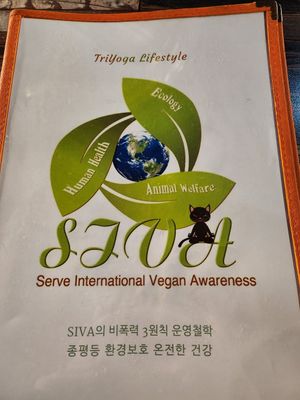 TriYoga Lifestyle
Ecology
Human Health
Animal Welfare
SIVA
Serve International Vegan Awareness
SIVA의 비폭력 3원칙 운영철학
종평등 환경보호 온전한 건강